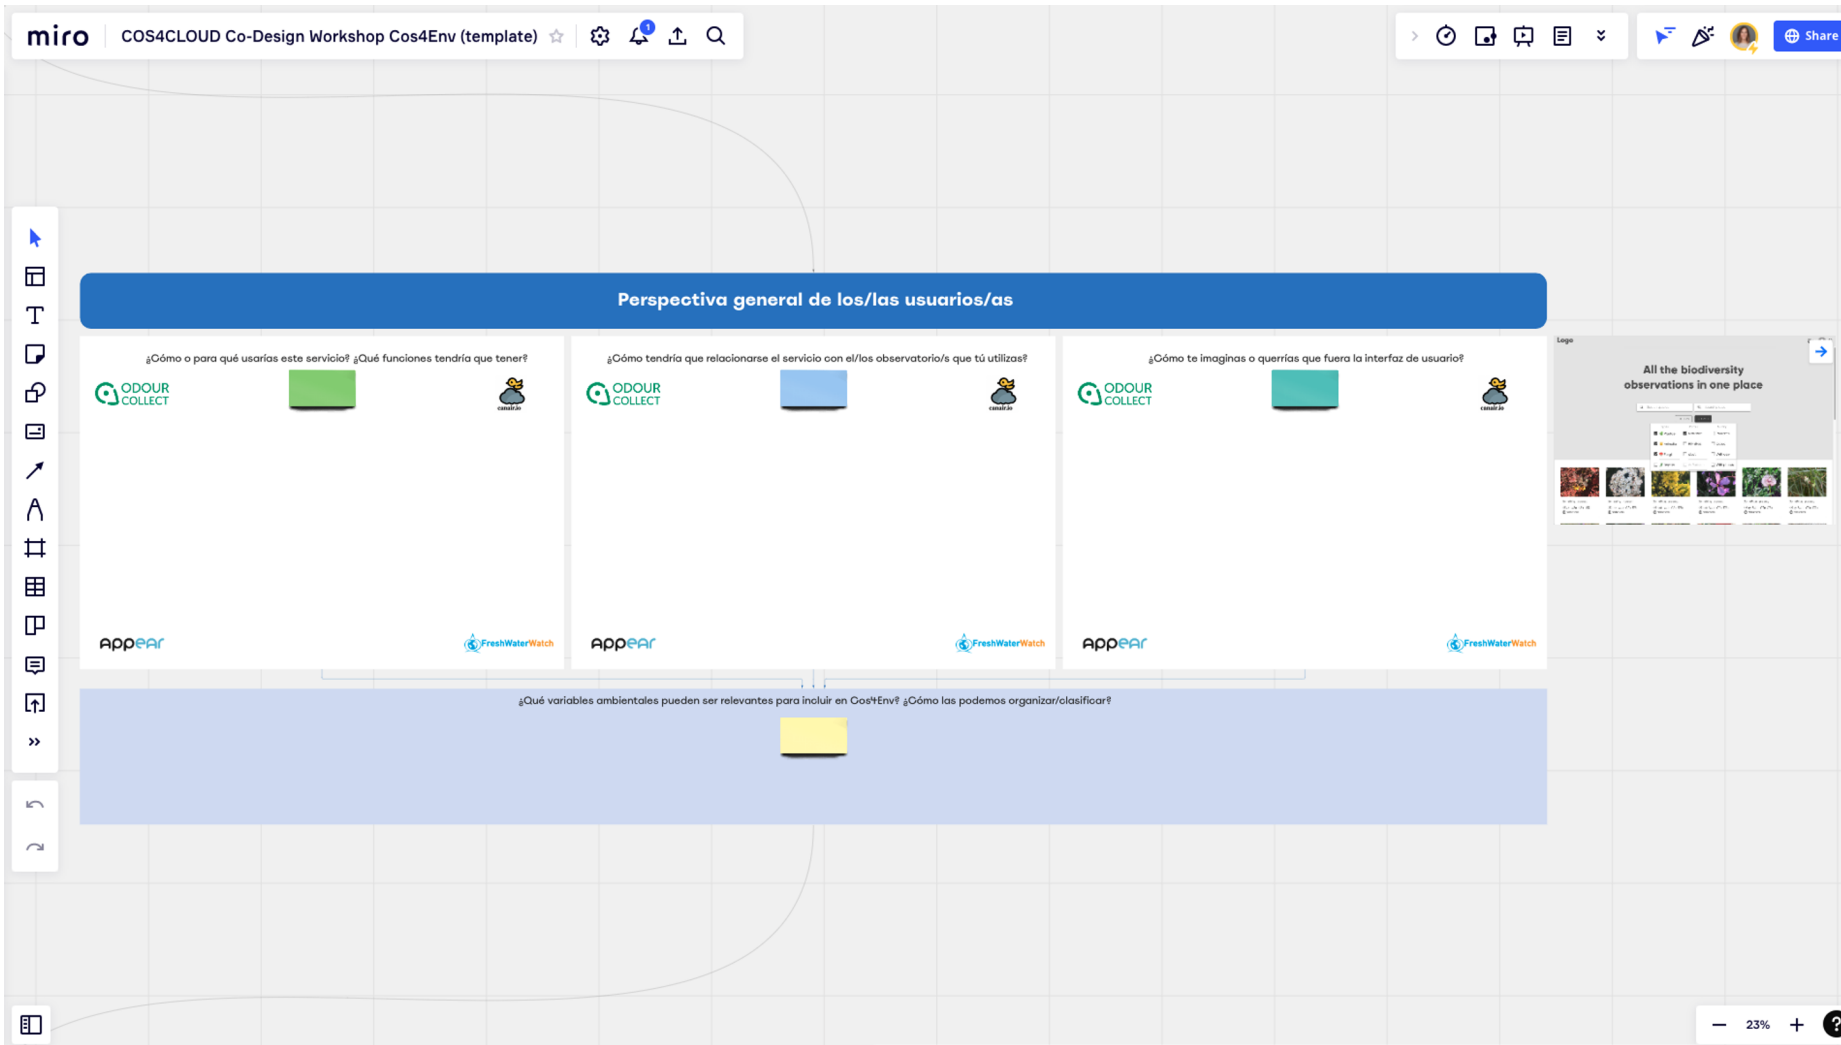 miro
COS4CLOUD Co-Design Workshop Cos4Env (template)
1
Share
Perspectiva general de los/las usuarios/as
¿Cómo o para qué usarías este servicio? ¿Qué funciones tendría que tener?
ODOUR
COLLECT
canair.io
APPEAR
FreshWaterWatch
¿Cómo tendría que relacionarse el servicio con el/los observatorio/s que tú utilizas?
ODOUR
COLLECT
canair.io
APPEAR
FreshWaterWatch
¿Cómo te imaginas o querrías que fuera la interfaz de usuario?
ODOUR
COLLECT
canair.io
APPEAR
FreshWaterWatch
Logo
All the biodiversity
observations in one place
¿Qué variables ambientales pueden ser relevantes para incluir en Cos4Env? ¿Cómo las podemos organizar/clasificar?
23%
?